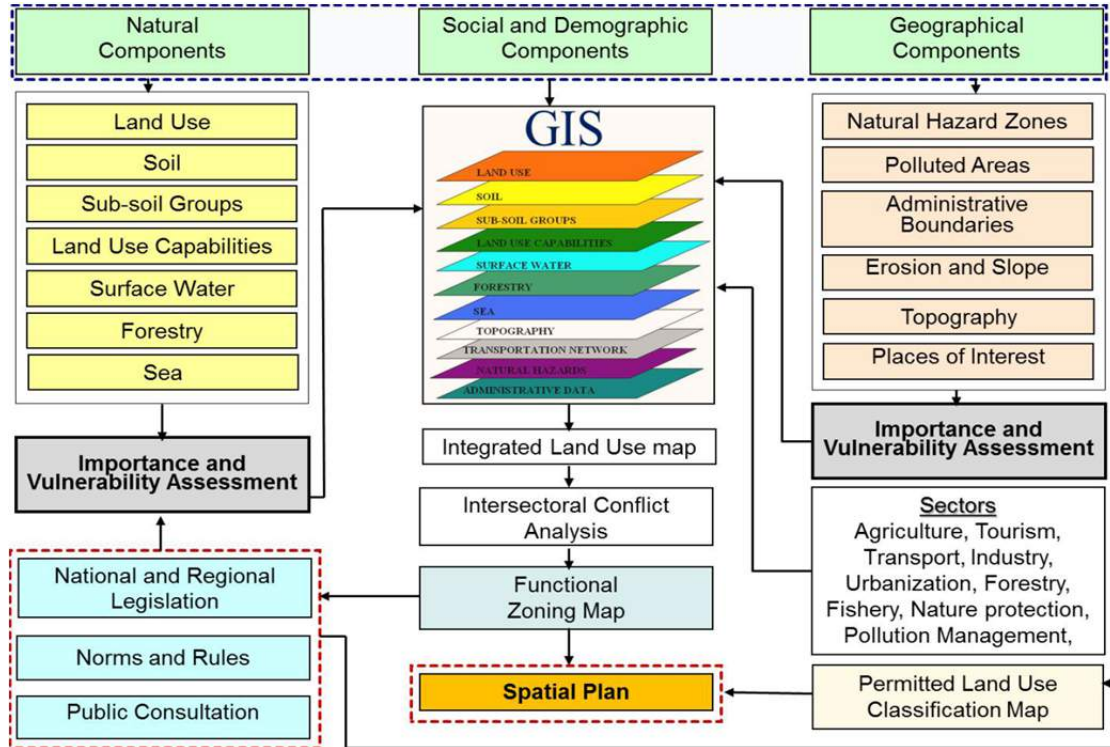 Natural
Components
Social and Demographic
Components
Geographical
Components
Land Use
Soil
Sub-soil Groups
Land Use Capabilities
Surface Water
Forestry
Sea
Importance and
Vulnerability Assessment
National and Regional
Legislation
Norms and Rules
Public Consultation
GIS
LAND USE
SOIL
SUB-SOIL GROUPS
LAND USE CAPABILITIES
SURFACE WATER
FORESTRY
SEA
TOPOGRAPHY
TRANSPORTATION NETWORK
NATURAL HAZARDS
ADMINISTRATIVE DATA
Integrated Land Use map
Intersectoral Conflict
Analysis
Functional
Zoning Map
Spatial Plan
Natural Hazard Zones
Polluted Areas
Administrative
Boundaries
Erosion and Slope
Topography
Places of Interest
Importance and
Vulnerability Assessment
Sectors
Agriculture, Tourism,
Transport, Industry,
Urbanization, Forestry,
Fishery, Nature protection,
Pollution Management,
Permitted Land Use
Classification Map